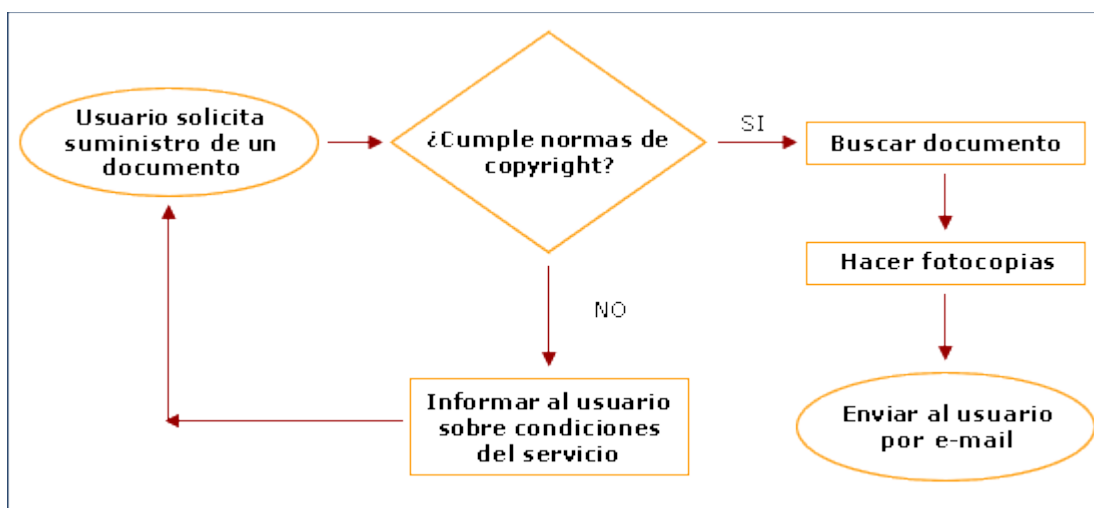 Usuario solicita
suministro de un
documento
¿Cumple normas de
copyright?
SI
Buscar documento
Hacer fotocopias
Enviar al usuario
por e-mail
NO
Informar al usuario
sobre condiciones
del servicio